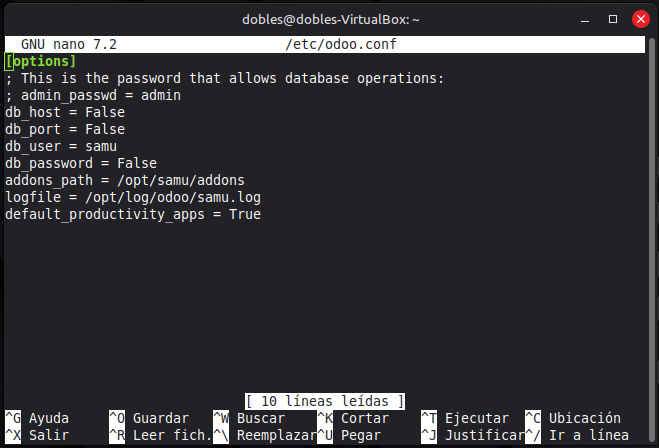 dobles@dobles-VirtualBox: ~
GNU nano 7.2 /etc/odoo.conf
[options]
; This is the password that allows database operations:
; admin_passwd = admin
db_host = False
db_port = False
db_user = samu
db_password = False
addons_path = /opt/samu/addons
logfile = /opt/log/odoo/samu.log
default_productivity_apps = True
[ 10 líneas leídas ]
^G Ayuda ^O Guardar ^W Buscar ^K Cortar ^T Ejecutar ^C Ubicación
^X Salir ^R Leer fich. ^\ Reemplazar ^U Pegar ^J Justificar ^/ Ir a línea